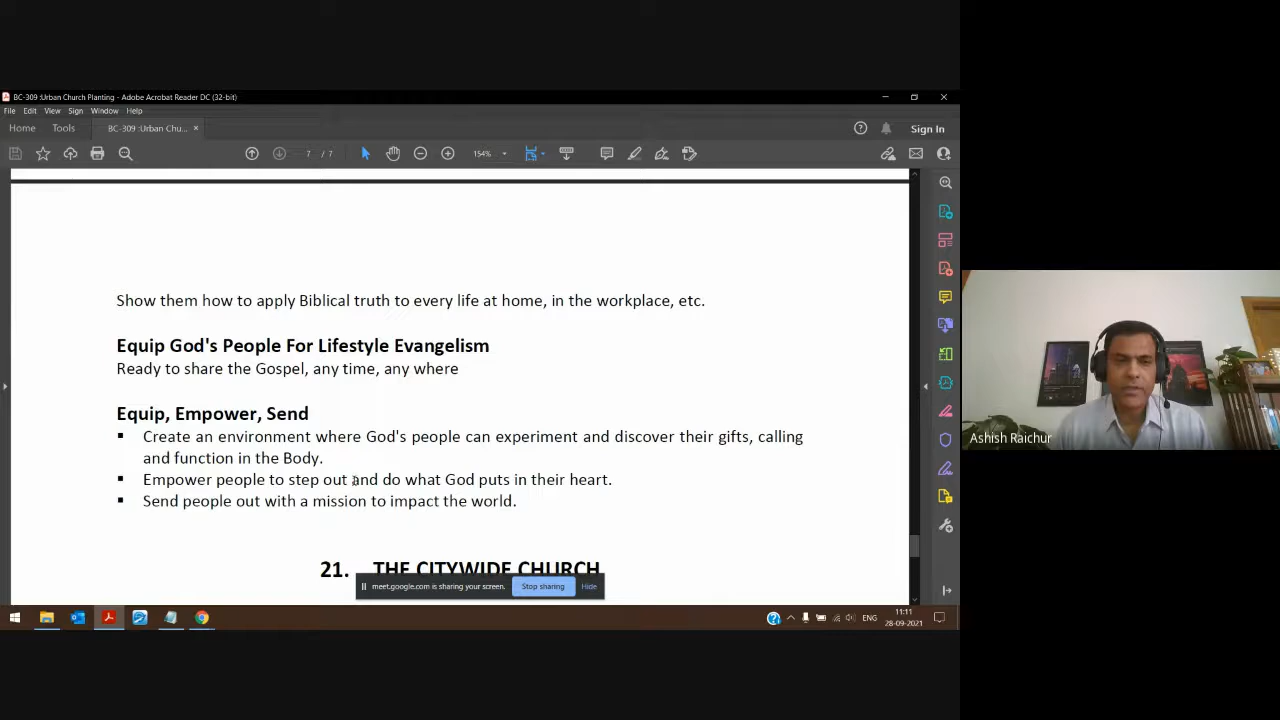 BC-309 :Urban Church Planting - Adobe Acrobat Reader DC (32-bit)
File Edit View Sign Window Help
Home Tools BC-309 :Urban Chu... × Sign In
7 / 7 154%
Show them how to apply Biblical truth to every life at home, in the workplace, etc.
Equip God's People For Lifestyle Evangelism
Ready to share the Gospel, any time, any where
Equip, Empower, Send
▪ Create an environment where God's people can experiment and discover their gifts, calling
and function in the Body.
▪ Empower people to step out and do what God puts in their heart.
▪ Send people out with a mission to impact the world.
21. THE CITYWIDE CHURCH
meet.google.com is sharing your screen. Stop sharing Hide
Ashish Raichur
ENG
11:11
28-09-2021